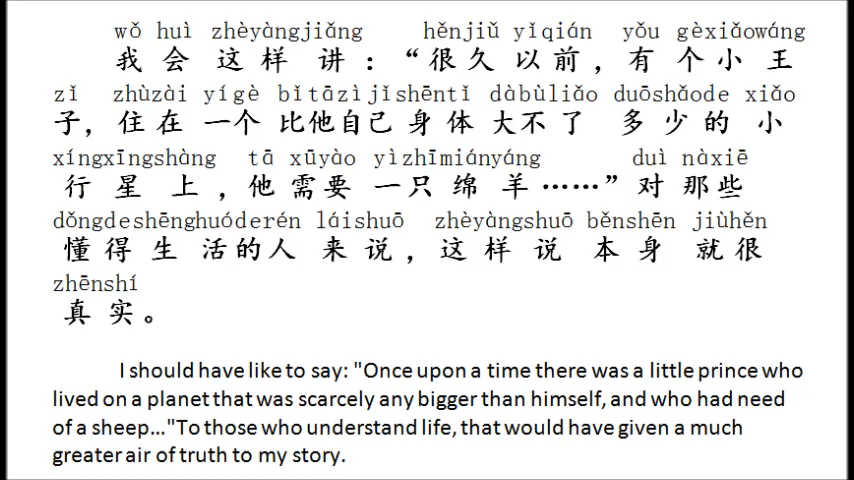 wǒ huì zhèyàngjiǎng hěnjiǔ yǐqián yǒu gèxiǎowáng
我会这样讲：“很久以前，有个小王
zǐ zhùzài yígè bǐtāzìjǐshēntǐ dàbùliǎo duōshǎode xiǎo
子，住在一个比他自己身体大不了多少的小
xíngxīngshàng tā xūyào yìzhīmiányáng duì nàxiē
行星上，他需要一只绵羊……”对那些
dǒngdeshēnghuóderén láishuō zhèyàngshuō běnshēn jiùhěn
懂得生活的人来说，这样说本身就很
zhēnshí
真实。
I should have like to say: "Once upon a time there was a little prince who
lived on a planet that was scarcely any bigger than himself, and who had need
of a sheep..."To those who understand life, that would have given a much
greater air of truth to my story.